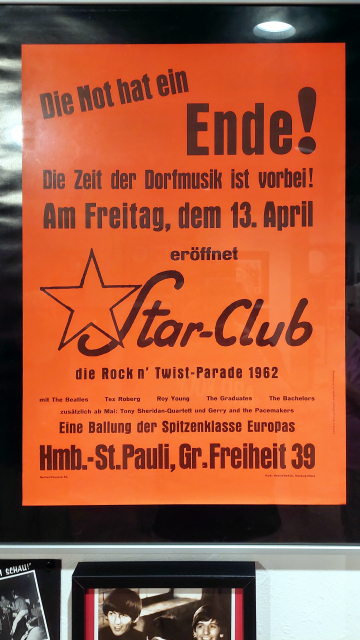 Die Not hat ein
Ende!
Die Zeit der Dorfmusik ist vorbei!
Am Freitag, dem 13. April
eröffnet
Star-Club
die Rock n' Twist-Parade 1962
mit The Beatles Tex Roberg Roy Young The Graduates The Bachelors
zusätzlich ab Mai: Tony Sheridan-Quartett und Gerry and the Pacemakers
Eine Ballung der Spitzenklasse Europas
Hmb.-St. Pauli, Gr. Freiheit 39
SCHAU!"